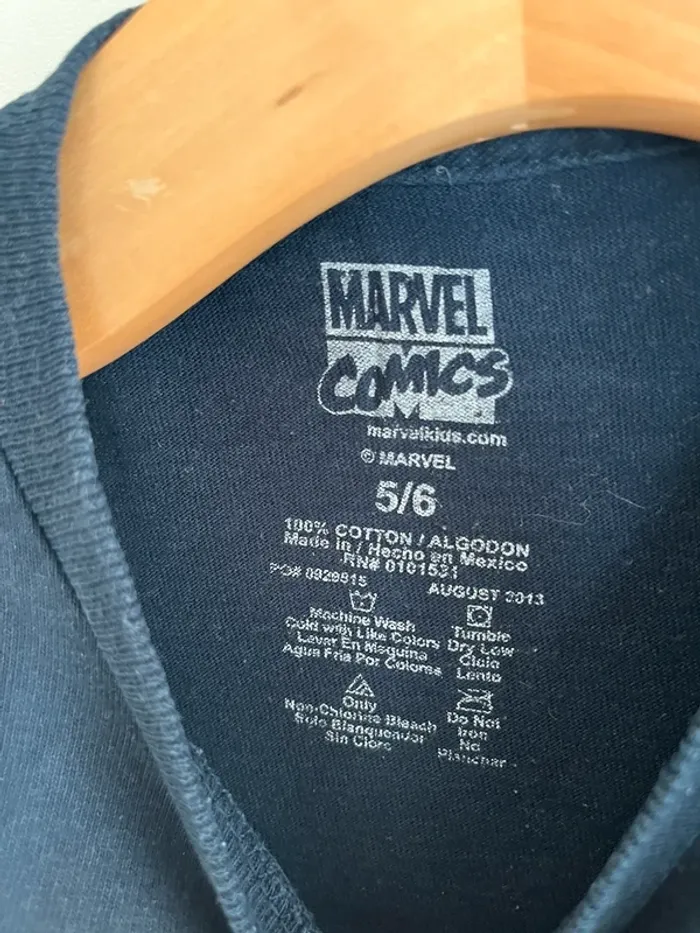 MARVEL
COMICS
marvelkids.com
© MARVEL
5/6
100% COTTON / ALGODON
Made in / Hecho en Mexico
RN# 0101531
PO# 0929915
AUGUST 2013
Machine Wash
Cold with Like Colors
Lavar En Maquina
Agua Fria Por Colores
Tumble
Dry Low
Ciclo
Lento
Only
Non-Chlorine Bleach
Solo Blanqueador
Sin Cloro
Do Not
Iron
No
Planchar